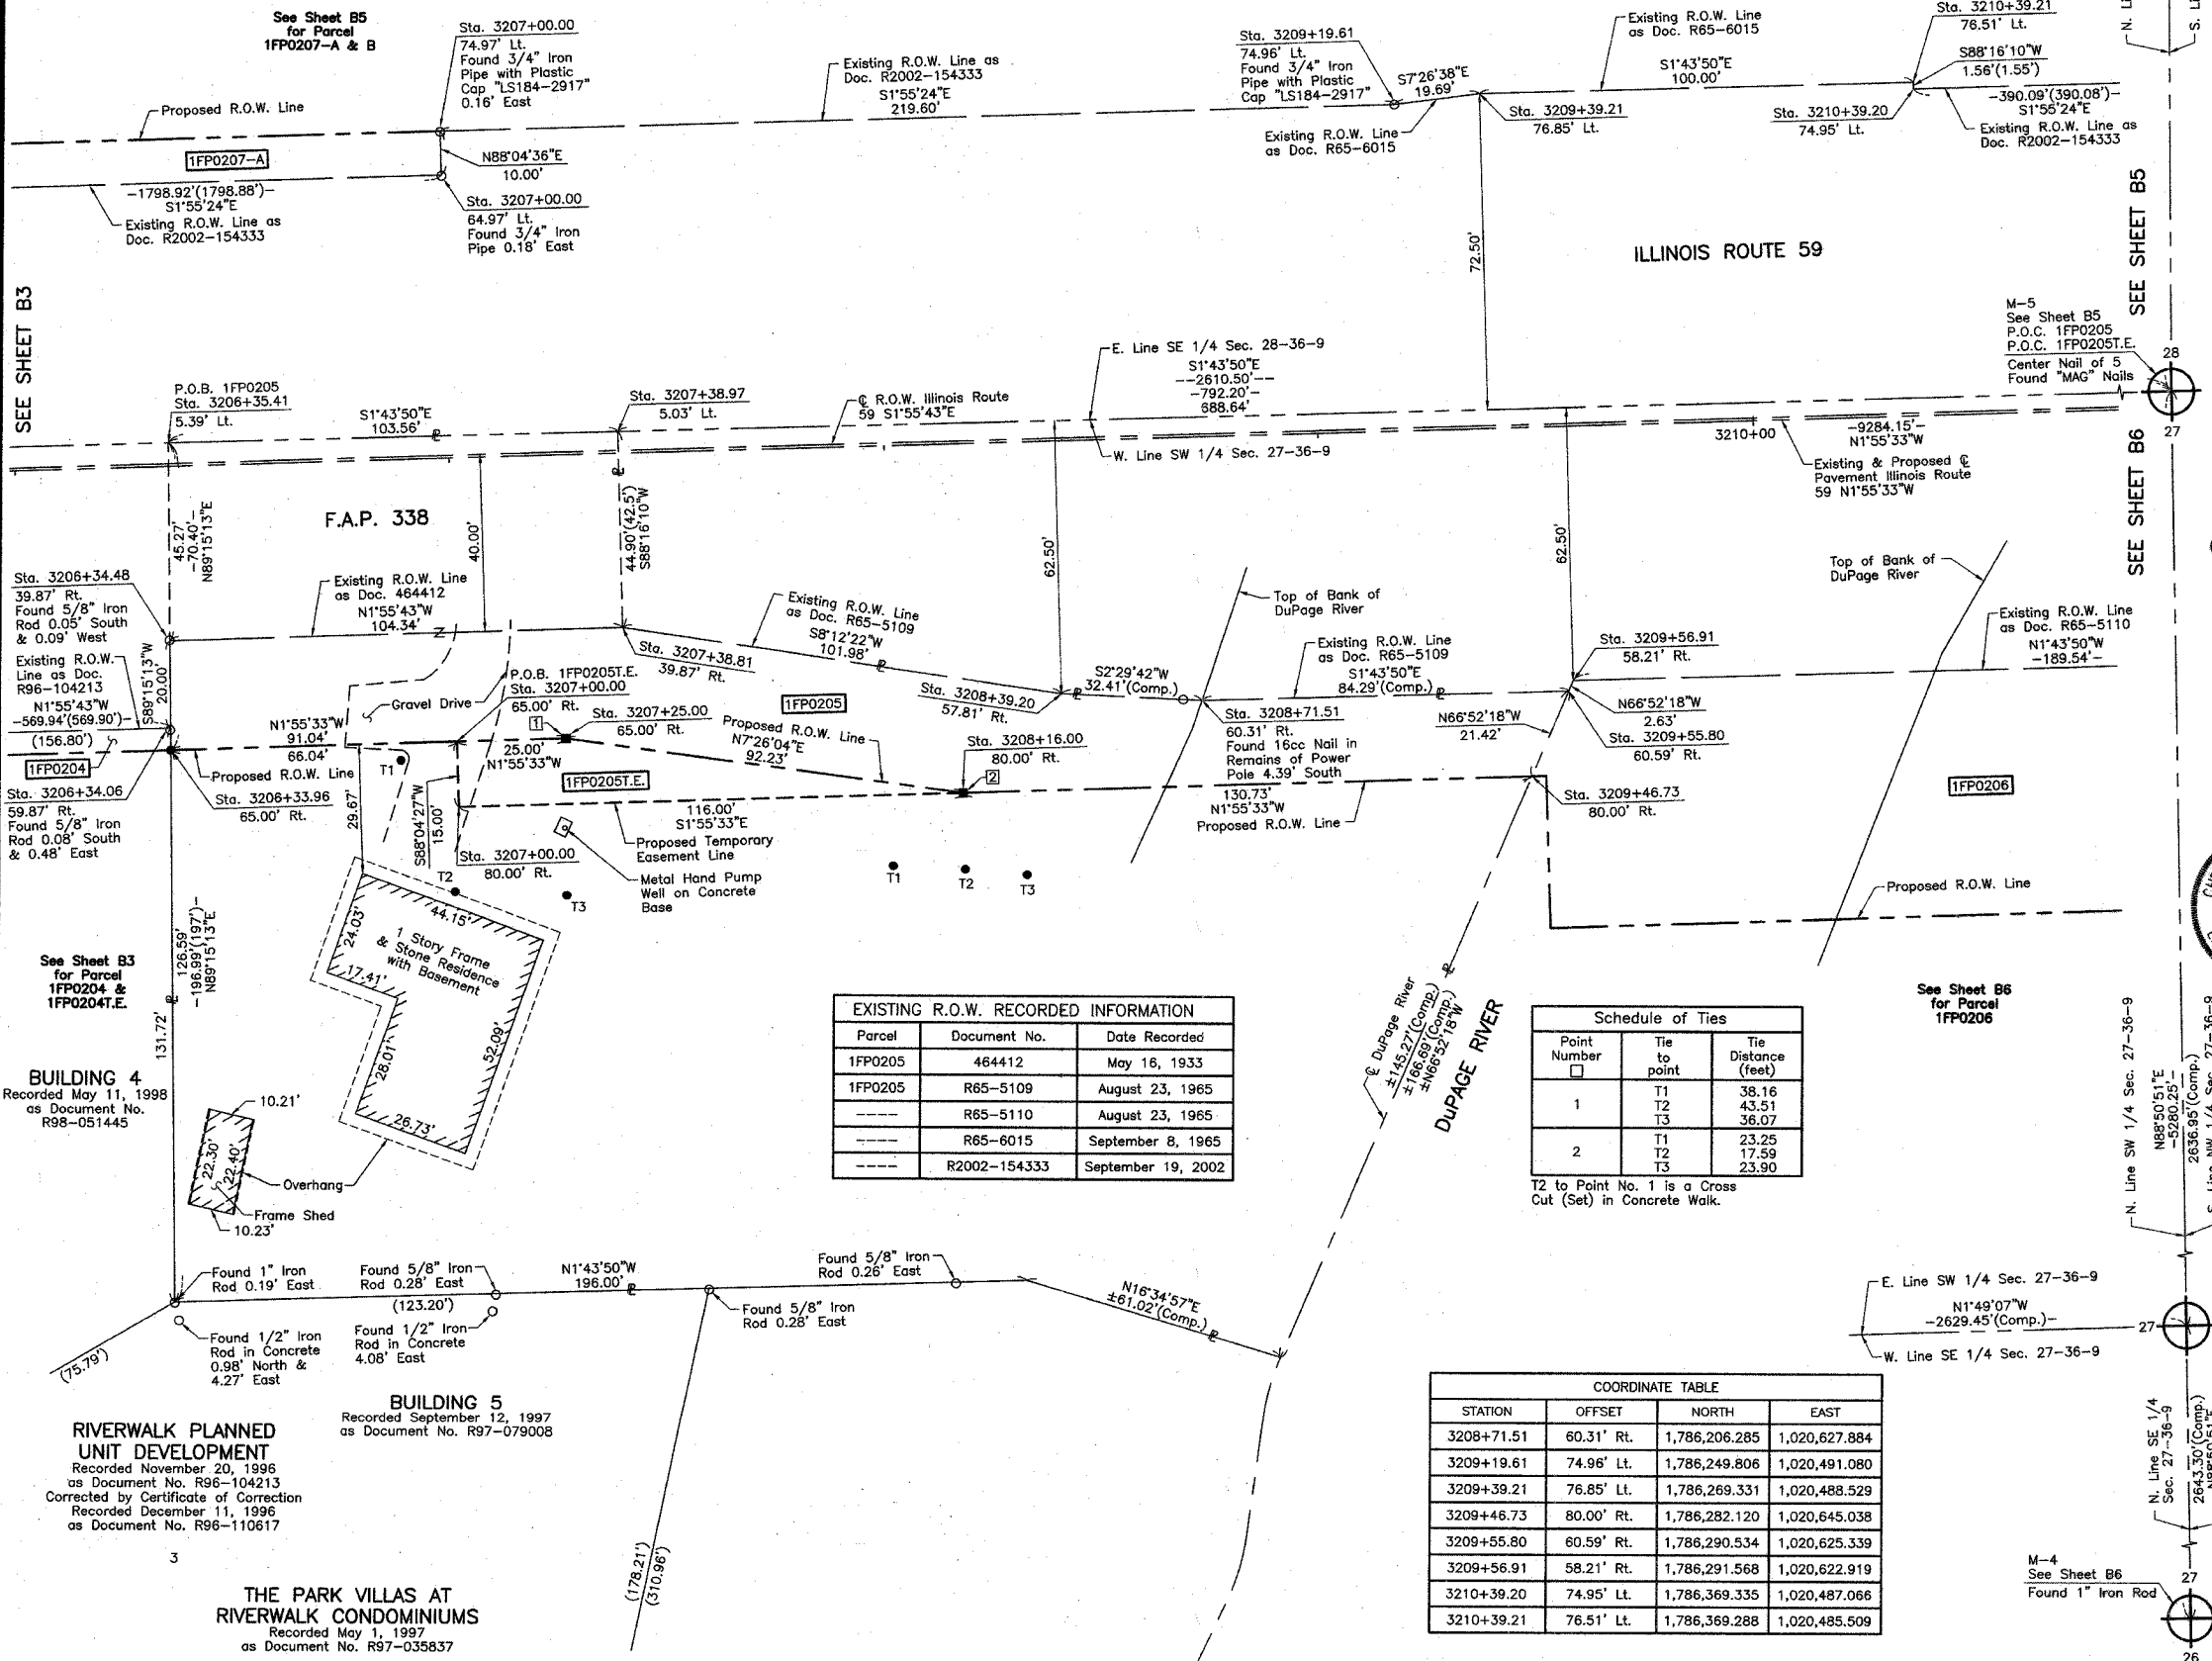 See Sheet B5
for Parcel
1FP0207-A & B
Sta. 3207+00.00
74.97' Lt.
Found 3/4" Iron
Pipe with Plastic
Cap "LS184-2917"
0.16' East
Proposed R.O.W. Line
1FP0207-A
N88°04'36"E
10.00'
-1798.92'(1798.88')-
S1°55'24"E
Existing R.O.W. Line as
Doc. R2002-154333
Sta. 3207+00.00
64.97' Lt.
Found 3/4" Iron
Pipe 0.18' East
Existing R.O.W. Line as
Doc. R2002-154333
S1°55'24"E
219.60'
Sta. 3209+19.61
74.96' Lt.
Found 3/4" Iron
Pipe with Plastic
Cap "LS184-2917"
S7°26'38"E
19.69'
Existing R.O.W. Line
as Doc. R65-6015
Existing R.O.W. Line
as Doc. R65-6015
S1°43'50"E
100.00'
Sta. 3209+39.21
76.85' Lt.
Sta. 3210+39.21
76.51' Lt.
S88°16'10"W
1.56'(1.55')
-390.09'(390.08')-
S1°55'24"E
Existing R.O.W. Line as
Doc. R2002-154333
Sta. 3210+39.20
74.95' Lt.
72.50'
ILLINOIS ROUTE 59
SEE SHEET B5
SEE SHEET B6
SEE SHEET B3
M-5
See Sheet B5
P.O.C. 1FP0205
P.O.C. 1FP0205T.E.
Center Nail of 5
Found "MAG" Nails
28
27
P.O.B. 1FP0205
Sta. 3206+35.41
5.39' Lt.
S1°43'50"E
103.56'
Sta. 3207+38.97
5.03' Lt.
℄ R.O.W. Illinois Route
59 S1°55'43"E
E. Line SE 1/4 Sec. 28-36-9
S1°43'50"E
--2610.50'--
-792.20'-
688.64'
W. Line SW 1/4 Sec. 27-36-9
3210+00
-9284.15'-
N1°55'33"W
Existing & Proposed ℄
Pavement Illinois Route
59 N1°55'33"W
F.A.P. 338
45.27'
-70.40'-
N89°15'13"E
40.00'
44.90'(42.5')
S88°16'10"W
62.50'
62.50'
Sta. 3206+34.48
39.87' Rt.
Found 5/8" Iron
Rod 0.05' South
& 0.09' West
Existing R.O.W. Line
as Doc. 464412
N1°55'43"W
104.34'
Existing R.O.W. Line
as Doc. R65-5109
S8°12'22"W
101.98'
Top of Bank of
DuPage River
Top of Bank of
DuPage River
Existing R.O.W.
Line as Doc.
R96-104213
N1°55'43"W
-569.94'(569.90')-
(156.80')
S89°15'13"W
20.00'
1FP0204
Sta. 3206+34.06
59.87' Rt.
Found 5/8" Iron
Rod 0.08' South
& 0.48' East
N1°55'33"W
91.04'
66.04'
Proposed R.O.W. Line
Sta. 3206+33.96
65.00' Rt.
Gravel Drive
P.O.B. 1FP0205T.E.
Sta. 3207+00.00
65.00' Rt.
Sta. 3207+38.81
39.87' Rt.
1
Sta. 3207+25.00
65.00' Rt.
25.00'
N1°55'33"W
1FP0205
Proposed R.O.W. Line
N7°26'04"E
92.23'
Sta. 3208+39.20
57.81' Rt.
Sta. 3208+16.00
80.00' Rt.
2
S2°29'42"W
32.41'(Comp.)
Existing R.O.W. Line
as Doc. R65-5109
S1°43'50"E
84.29'(Comp.)
Sta. 3208+71.51
60.31' Rt.
Found 16cc Nail in
Remains of Power
Pole 4.39' South
130.73'
N1°55'33"W
Proposed R.O.W. Line
Sta. 3209+56.91
58.21' Rt.
N66°52'18"W
2.63'
Sta. 3209+55.80
60.59' Rt.
N66°52'18"W
21.42'
Sta. 3209+46.73
80.00' Rt.
Existing R.O.W. Line
as Doc. R65-5110
N1°43'50"W
-189.54'-
1FP0206
Proposed R.O.W. Line
See Sheet B6
for Parcel
1FP0206
T1
29.67'
S88°04'27"W
15.00'
1FP0205T.E.
116.00'
S1°55'33"E
Proposed Temporary
Easement Line
Sta. 3207+00.00
80.00' Rt.
T2
T3
Metal Hand Pump
Well on Concrete
Base
T1
T2
T3
44.15'
24.03'
17.41'
28.01'
26.73'
52.09'
1 Story Frame
& Stone Residence
with Basement
126.59'
-196.99'(197')-
N89°15'13"E
131.72'
See Sheet B3
for Parcel
1FP0204 &
1FP0204T.E.
BUILDING 4
Recorded May 11, 1998
as Document No.
R98-051445
10.21'
22.30'
22.40'
Overhang
Frame Shed
10.23'
EXISTING R.O.W. RECORDED INFORMATION
Parcel Document No. Date Recorded
1FP0205 464412 May 16, 1933
1FP0205 R65-5109 August 23, 1965
---- R65-5110 August 23, 1965
---- R65-6015 September 8, 1965
---- R2002-154333 September 19, 2002
℄ DuPage River
±145.27'(Comp.)
±166.69'(Comp.)
±N66°52'18"W
DuPAGE RIVER
Schedule of Ties
Point Number □ Tie to point Tie Distance (feet)
1 T1 38.16
T2 43.51
T3 36.07
2 T1 23.25
T2 17.59
T3 23.90
T2 to Point No. 1 is a Cross
Cut (Set) in Concrete Walk.
N. Line SW 1/4 Sec. 27-36-9
N88°50'51"E
-5280.25'-
2636.95'(Comp.)
Found 1" Iron
Rod 0.19' East
Found 5/8" Iron
Rod 0.28' East
(123.20')
N1°43'50"W
196.00'
Found 5/8" Iron
Rod 0.26' East
Found 5/8" Iron
Rod 0.28' East
N16°34'57"E
±61.02'(Comp.)
Found 1/2" Iron
Rod in Concrete
0.98' North &
4.27' East
Found 1/2" Iron
Rod in Concrete
4.08' East
(75.79')
E. Line SW 1/4 Sec. 27-36-9
N1°49'07"W
-2629.45'(Comp.)-
W. Line SE 1/4 Sec. 27-36-9
27
BUILDING 5
Recorded September 12, 1997
as Document No. R97-079008
RIVERWALK PLANNED
UNIT DEVELOPMENT
Recorded November 20, 1996
as Document No. R96-104213
Corrected by Certificate of Correction
Recorded December 11, 1996
as Document No. R96-110617
3
THE PARK VILLAS AT
RIVERWALK CONDOMINIUMS
Recorded May 1, 1997
as Document No. R97-035837
(178.21')
(310.96')
COORDINATE TABLE
STATION OFFSET NORTH EAST
3208+71.51 60.31' Rt. 1,786,206.285 1,020,627.884
3209+19.61 74.96' Lt. 1,786,249.806 1,020,491.080
3209+39.21 76.85' Lt. 1,786,269.331 1,020,488.529
3209+46.73 80.00' Rt. 1,786,282.120 1,020,645.038
3209+55.80 60.59' Rt. 1,786,290.534 1,020,625.339
3209+56.91 58.21' Rt. 1,786,291.568 1,020,622.919
3210+39.20 74.95' Lt. 1,786,369.335 1,020,487.066
3210+39.21 76.51' Lt. 1,786,369.288 1,020,485.509
N. Line SE 1/4
Sec. 27-36-9
2643.30'(Comp.)
M-4
See Sheet B6
Found 1" Iron Rod
27
26